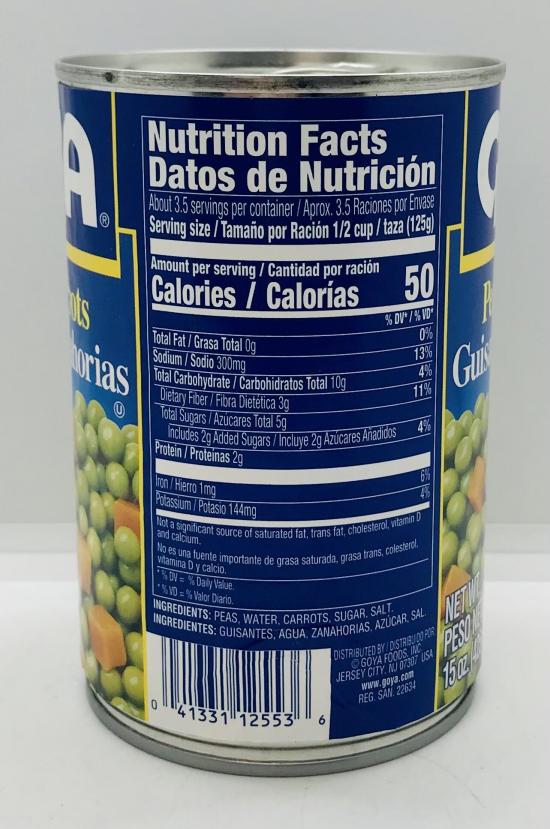 A®
ots
horias
Ⓤ
Nutrition Facts
Datos de Nutrición
About 3.5 servings per container / Aprox. 3.5 Raciones por Envase
Serving size / Tamaño por Ración 1/2 cup / taza (125g)
Amount per serving / Cantidad por ración
Calories / Calorías 50
% DV* / % VD*
Total Fat / Grasa Total 0g 0%
Sodium / Sodio 300mg 13%
Total Carbohydrate / Carbohidratos Total 10g 4%
Dietary Fiber / Fibra Dietética 3g 11%
Total Sugars / Azúcares Total 5g
Includes 2g Added Sugars / Incluye 2g Azúcares Añadidos 4%
Protein / Proteínas 2g
Iron / Hierro 1mg 6%
Potassium / Potasio 144mg 4%
Not a significant source of saturated fat, trans fat, cholesterol, vitamin D
and calcium.
No es una fuente importante de grasa saturada, grasa trans, colesterol,
vitamina D y calcio.
* % DV = % Daily Value.
* % VD = % Valor Diario.
INGREDIENTS: PEAS, WATER, CARROTS, SUGAR, SALT.
INGREDIENTES: GUISANTES, AGUA, ZANAHORIAS, AZÚCAR, SAL.
0 41331 12553 6
DISTRIBUTED BY / DISTRIBUIDO POR
© GOYA FOODS, INC.
JERSEY CITY, NJ 07307 USA
www.goya.com
REG. SAN. 22634
Pe
Guis
NET W
PESO NE
15 oz.